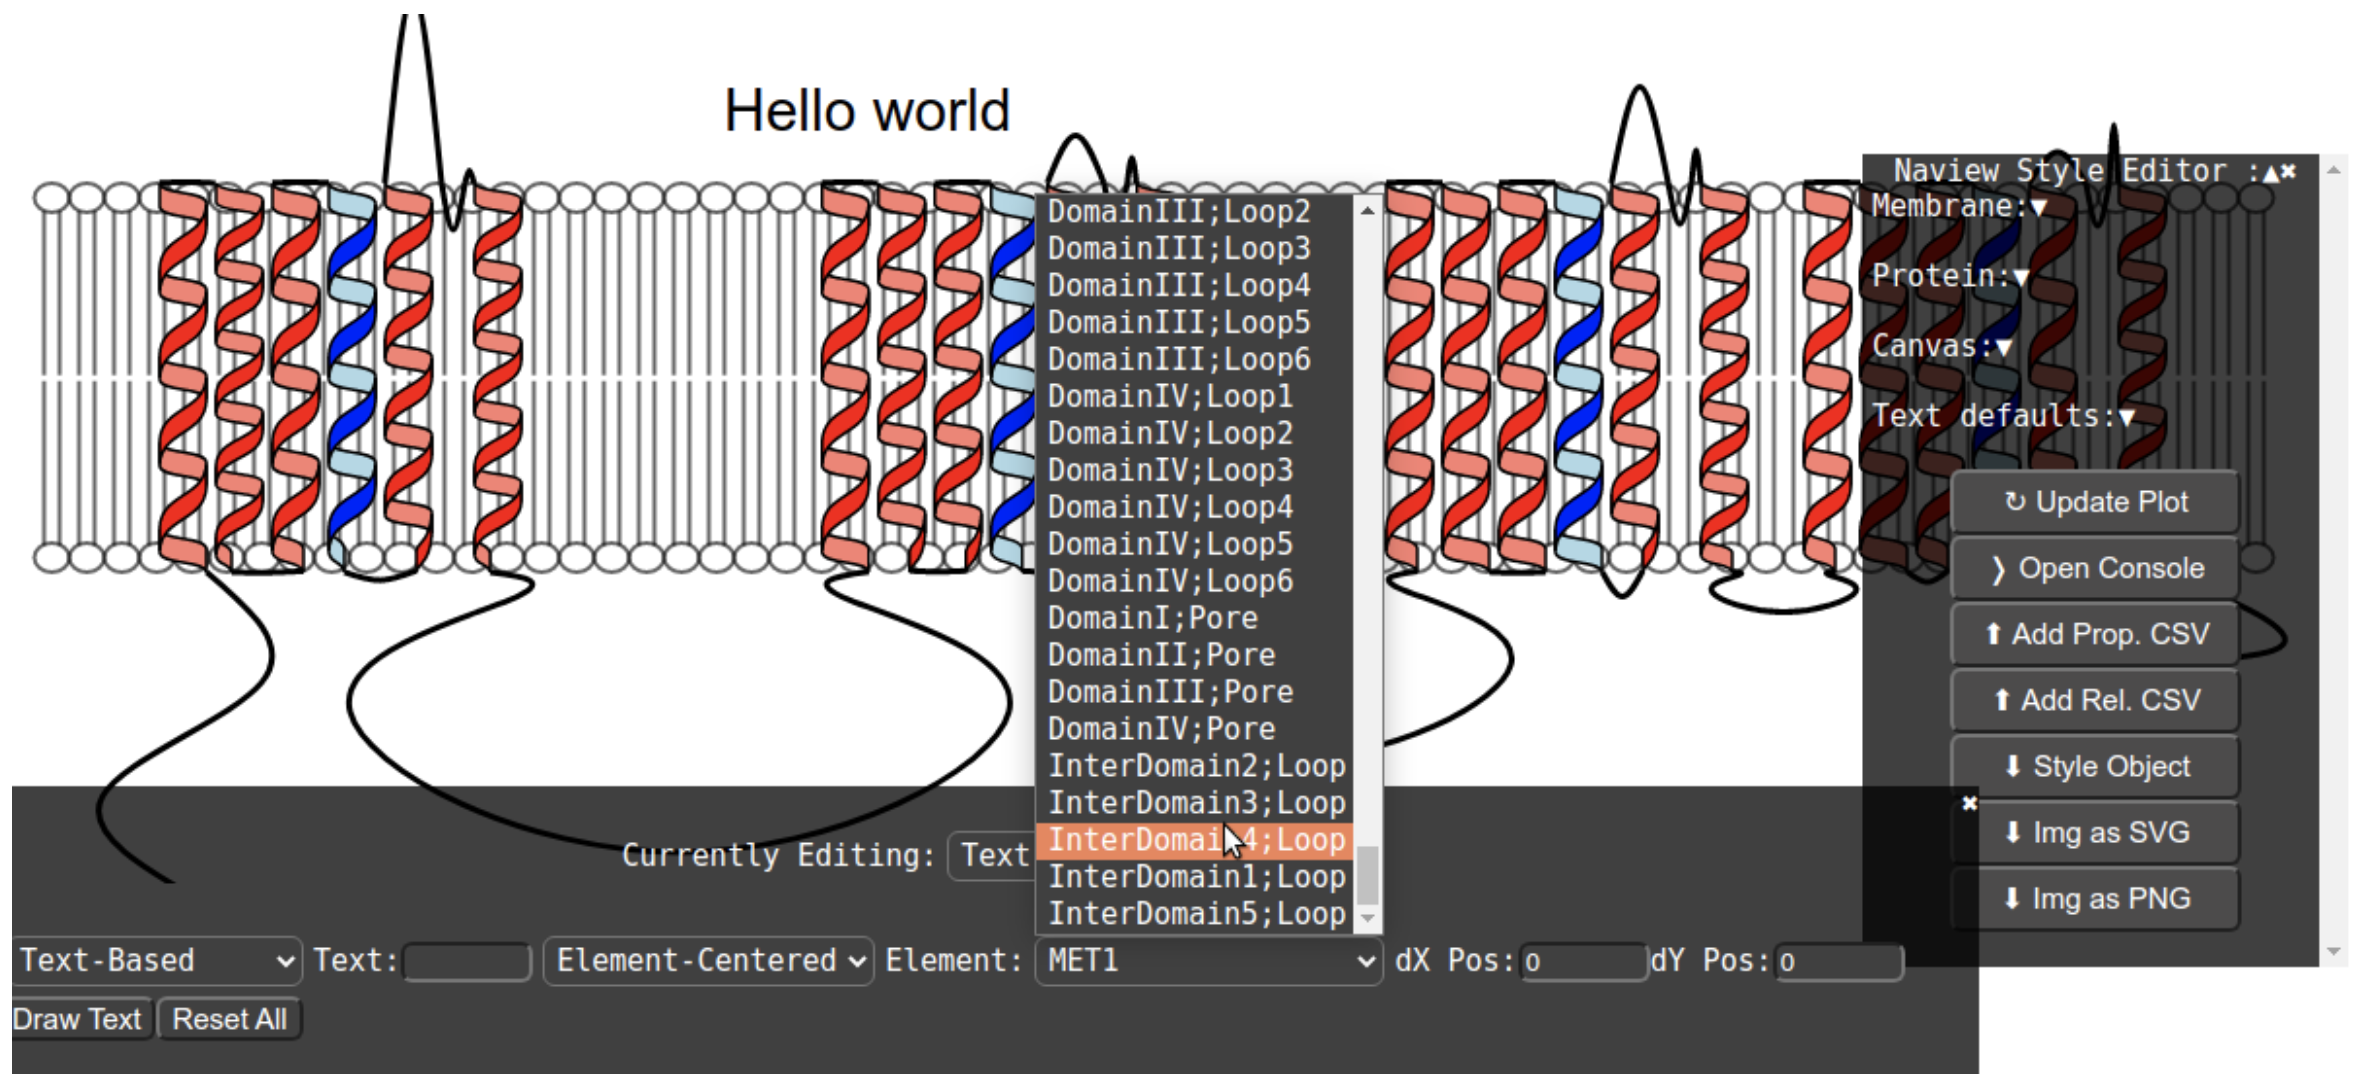 Hello world
Naview Style Editor :▲✖
Membrane:▼
Protein:▼
Canvas:▼
Text defaults:▼
↻ Update Plot
❭ Open Console
⬆ Add Prop. CSV
⬆ Add Rel. CSV
⬇ Style Object
⬇ Img as SVG
⬇ Img as PNG
DomainIII;Loop2
DomainIII;Loop3
DomainIII;Loop4
DomainIII;Loop5
DomainIII;Loop6
DomainIV;Loop1
DomainIV;Loop2
DomainIV;Loop3
DomainIV;Loop4
DomainIV;Loop5
DomainIV;Loop6
DomainI;Pore
DomainII;Pore
DomainIII;Pore
DomainIV;Pore
InterDomain2;Loop
InterDomain3;Loop
InterDomain4;Loop
InterDomain1;Loop
InterDomain5;Loop
✖
Currently Editing: Text
Text-Based Text: Element-Centered Element: MET1 dX Pos: 0 dY Pos: 0
Draw Text Reset All